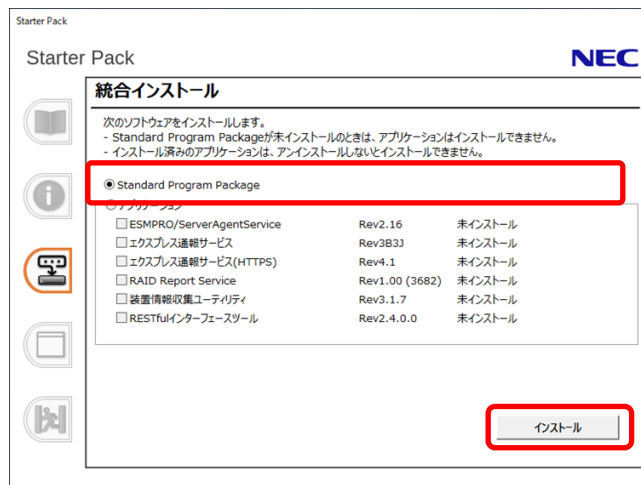 Starter Pack
Starter Pack
NEC
統合インストール
次のソフトウェアをインストールします。
- Standard Program Packageが未インストールのときは、アプリケーションはインストールできません。
- インストール済みのアプリケーションは、アンインストールしないとインストールできません。
Standard Program Package
アプリケーション
ESMPRO/ServerAgentService Rev2.16 未インストール
エクスプレス通報サービス Rev3B3J 未インストール
エクスプレス通報サービス(HTTPS) Rev4.1 未インストール
RAID Report Service Rev1.00 (3682) 未インストール
装置情報収集ユーティリティ Rev3.1.7 未インストール
RESTfulインターフェースツール Rev2.4.0.0 未インストール
インストール